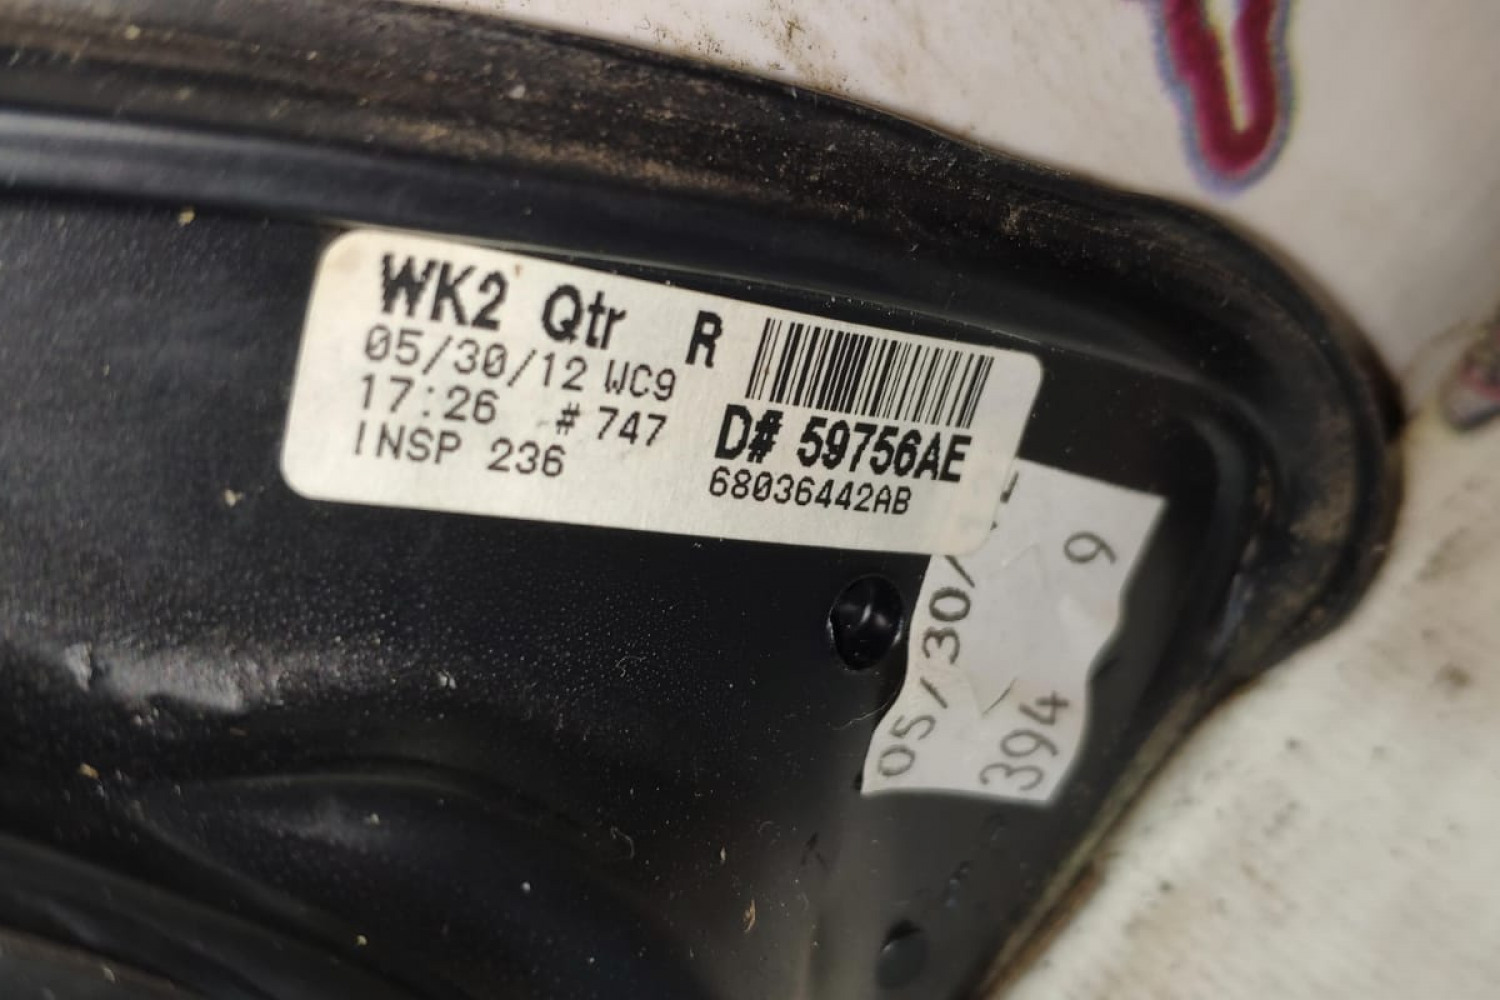 WK2 Qtr R
05/30/12 WC9
17:26 # 747
INSP 236
D# 59756AE
68036442AB
05/30/
394 9